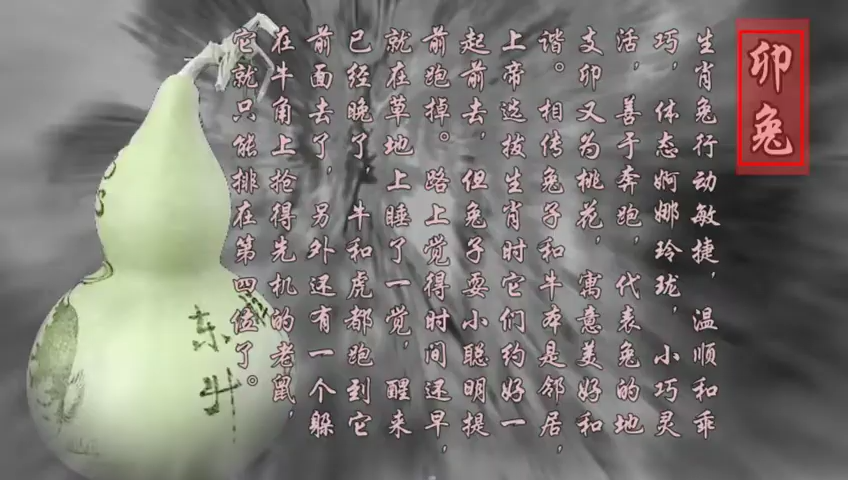 卯兔
生肖兔行动敏捷，温顺和乖
巧，体态婀娜玲珑，小巧灵
活，善于奔跑，代表兔的地
支卯又为桃花，寓意美好和
谐。相传兔子和牛本是邻居，
上帝选拔生肖时它们约好一
起前去，但兔子耍小聪明提
前跑掉。路上觉得时间还早，
就在草地上睡了一觉，醒来
已经晚了，牛和虎都跑到它
前面去了，另外还有一个躲
在牛角上抢得先机的老鼠，
它就只能排在第四位了。